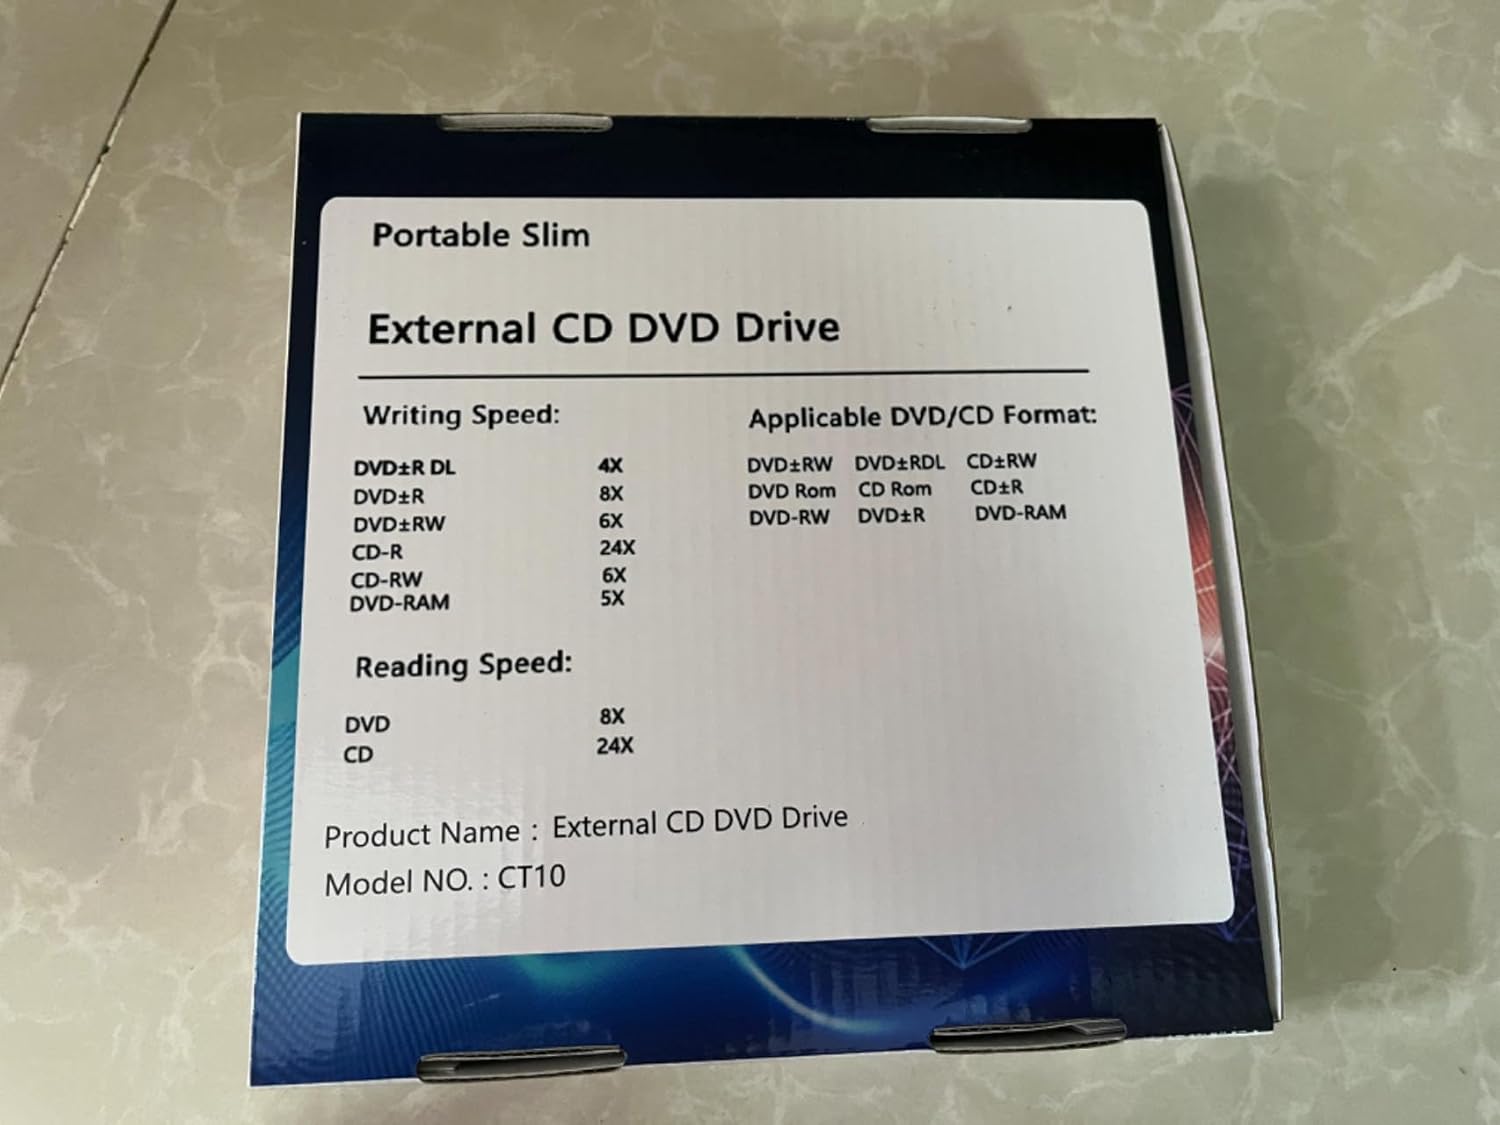 Portable Slim
External CD DVD Drive
Writing Speed:
DVD±R DL 4X
DVD±R 8X
DVD±RW 6X
CD-R 24X
CD-RW 6X
DVD-RAM 5X
Reading Speed:
DVD 8X
CD 24X
Applicable DVD/CD Format:
DVD±RW DVD±RDL CD±RW
DVD Rom CD Rom CD±R
DVD-RW DVD±R DVD-RAM
Product Name : External CD DVD Drive
Model NO. : CT10